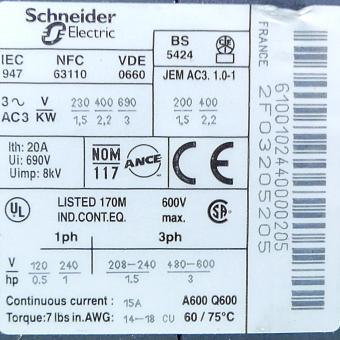 Schneider
Electric
IEC NFC VDE BS
947 63110 0660 5424
JEM AC3. 1.0-1
3~ V 230 400 690 200 400
AC3 KW 1,5 2,2 3 1,5 2,2
Ith: 20A
Ui: 690V
Uimp: 8kV
NOM
117
ANCE
CE
UL
LISTED 170M 600V
IND.CONT.EQ. max.
SA
1ph 3ph
V 120 240 208-240 480-600
hp 0.5 1 1.5 3
Continuous current : 15A A600 Q600
Torque:7 lbs in.AWG: 14-18 CU 60 / 75°C
FRANCE
6100102440000205
2F03205205